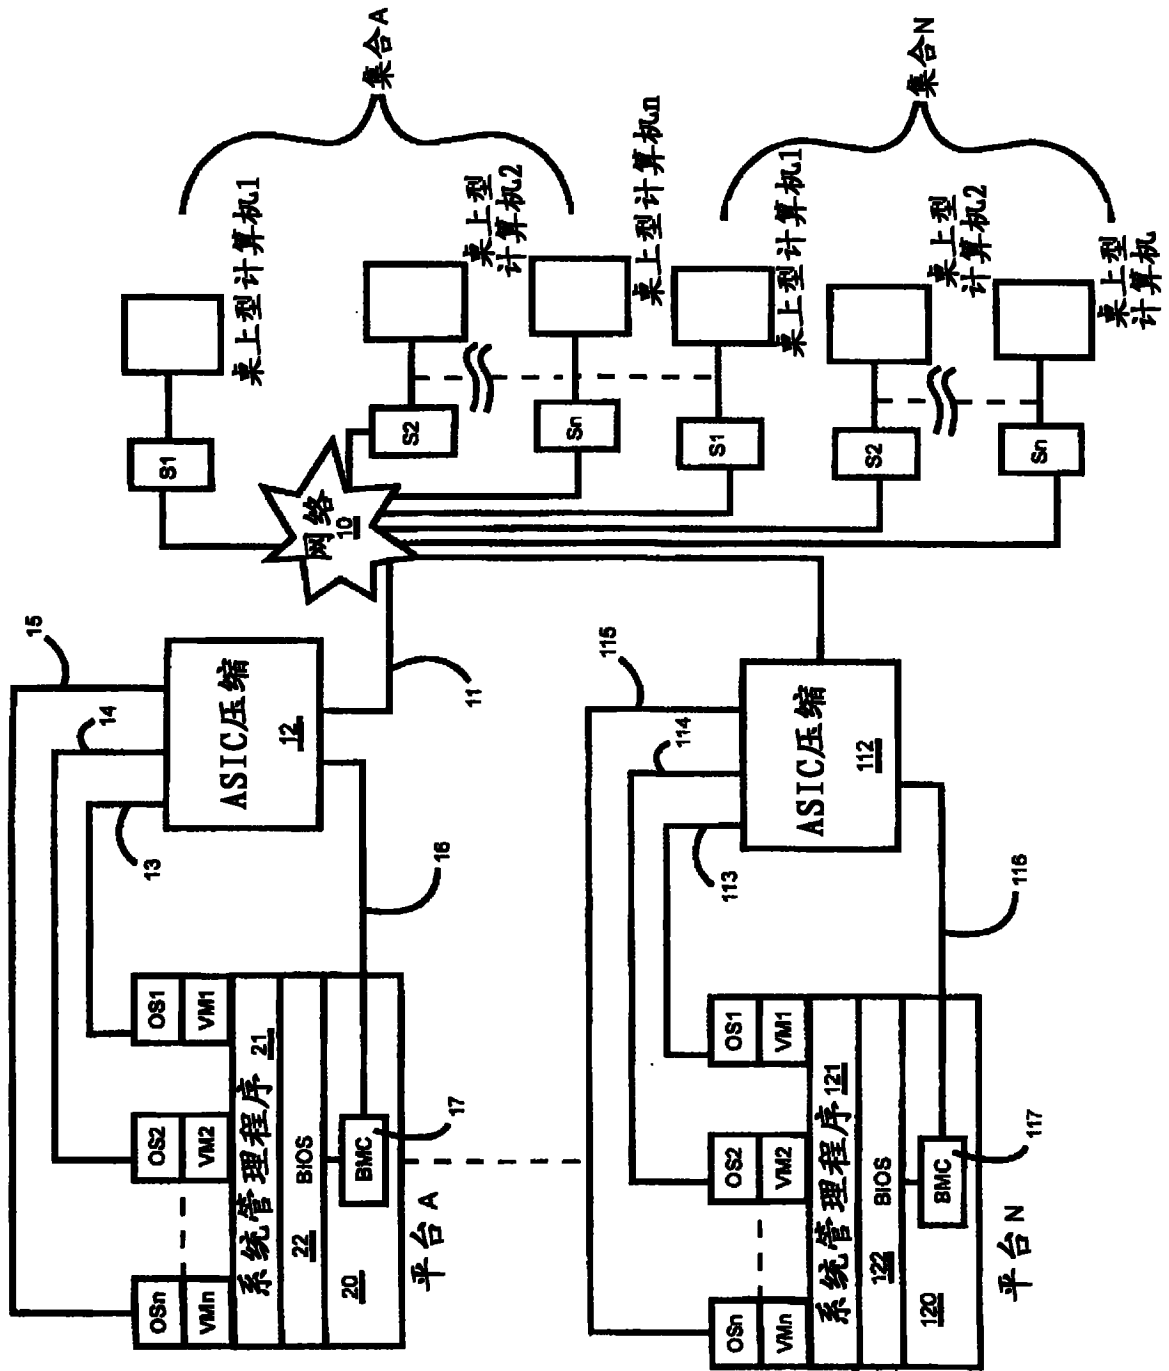 集合A
集合N
桌上型计算机1
桌上型
计算机2
桌上型计算机n
桌上型计算机1
桌上型
计算机2
桌上型
计算机
S1
S2
Sn
S1
S2
Sn
网络
10
15
14
13
11
16
ASIC压缩
12
115
114
113
116
ASIC压缩
112
OSn
OS2
OS1
VMn
VM2
VM1
系统管理程序 21
BIOS
22
BMC
17
20
平台 A
OSn
OS2
OS1
VMn
VM2
VM1
系统管理程序 121
BIOS
122
BMC
117
120
平台 N